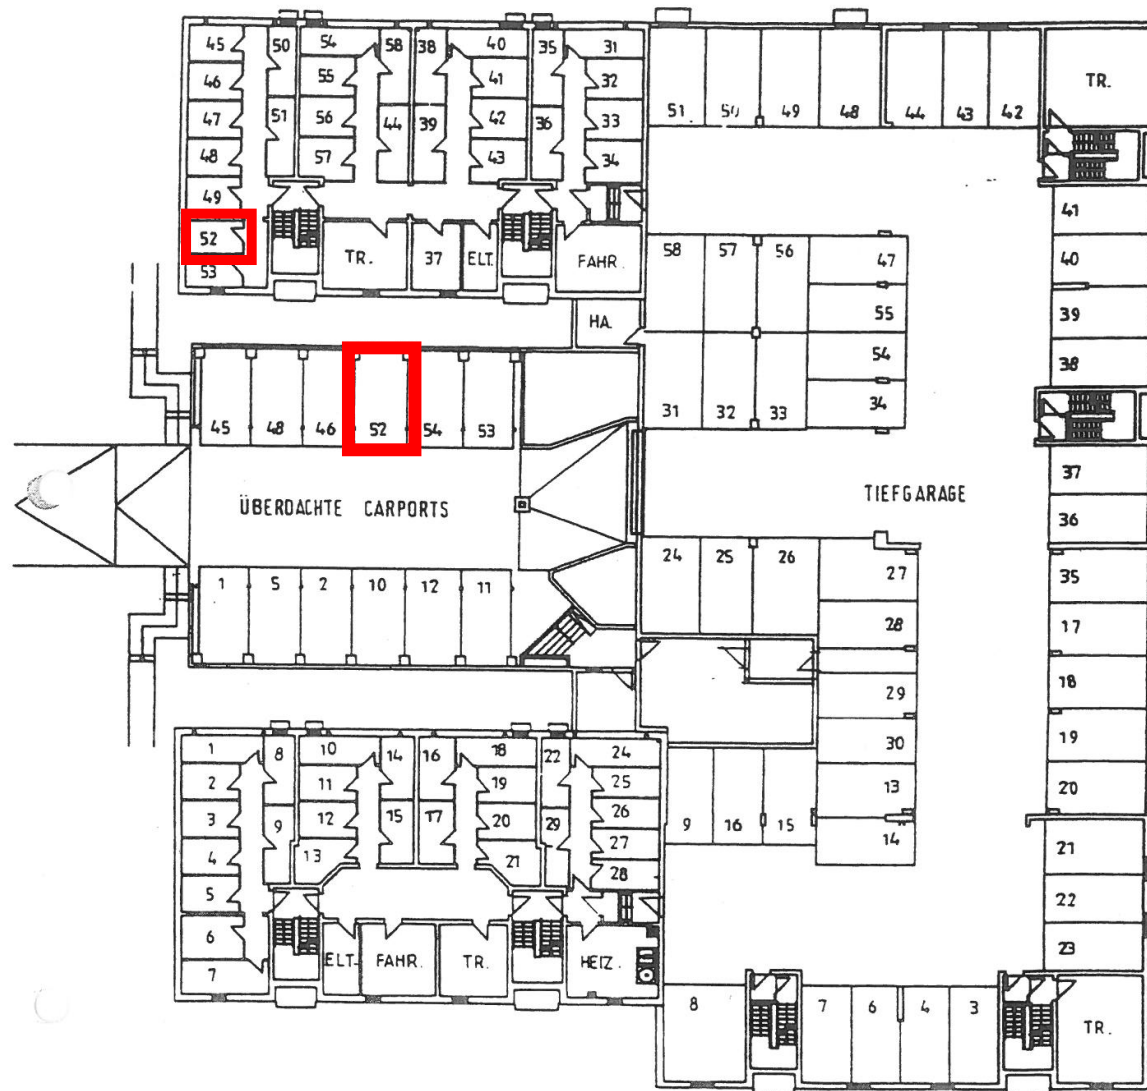 45 50 54 58 38 40 35 31
46 55 41 32
47 51 56 44 39 42 36 33
48 57 43 34
49
52 TR. 37 ELT. FAHR.
53
HA.
51 50 49 48 44 43 42 TR.
41
58 57 56 47 40
55 39
54 38
31 32 33 34
45 48 46 52 54 53
ÜBERDACHTE CARPORTS
TIEFGARAGE
37
36
1 5 2 10 12 11
24 25 26 27 35
28 17
29 18
30 19
13 20
9 16 15 14 21
22
23
1 8 10 14 16 18 22 24
2 11 19 25
3 9 12 15 17 20 29 26
4 13 21 27
5 28
6 ELT. FAHR. TR. HEIZ.
7
8 7 6 4 3 TR.